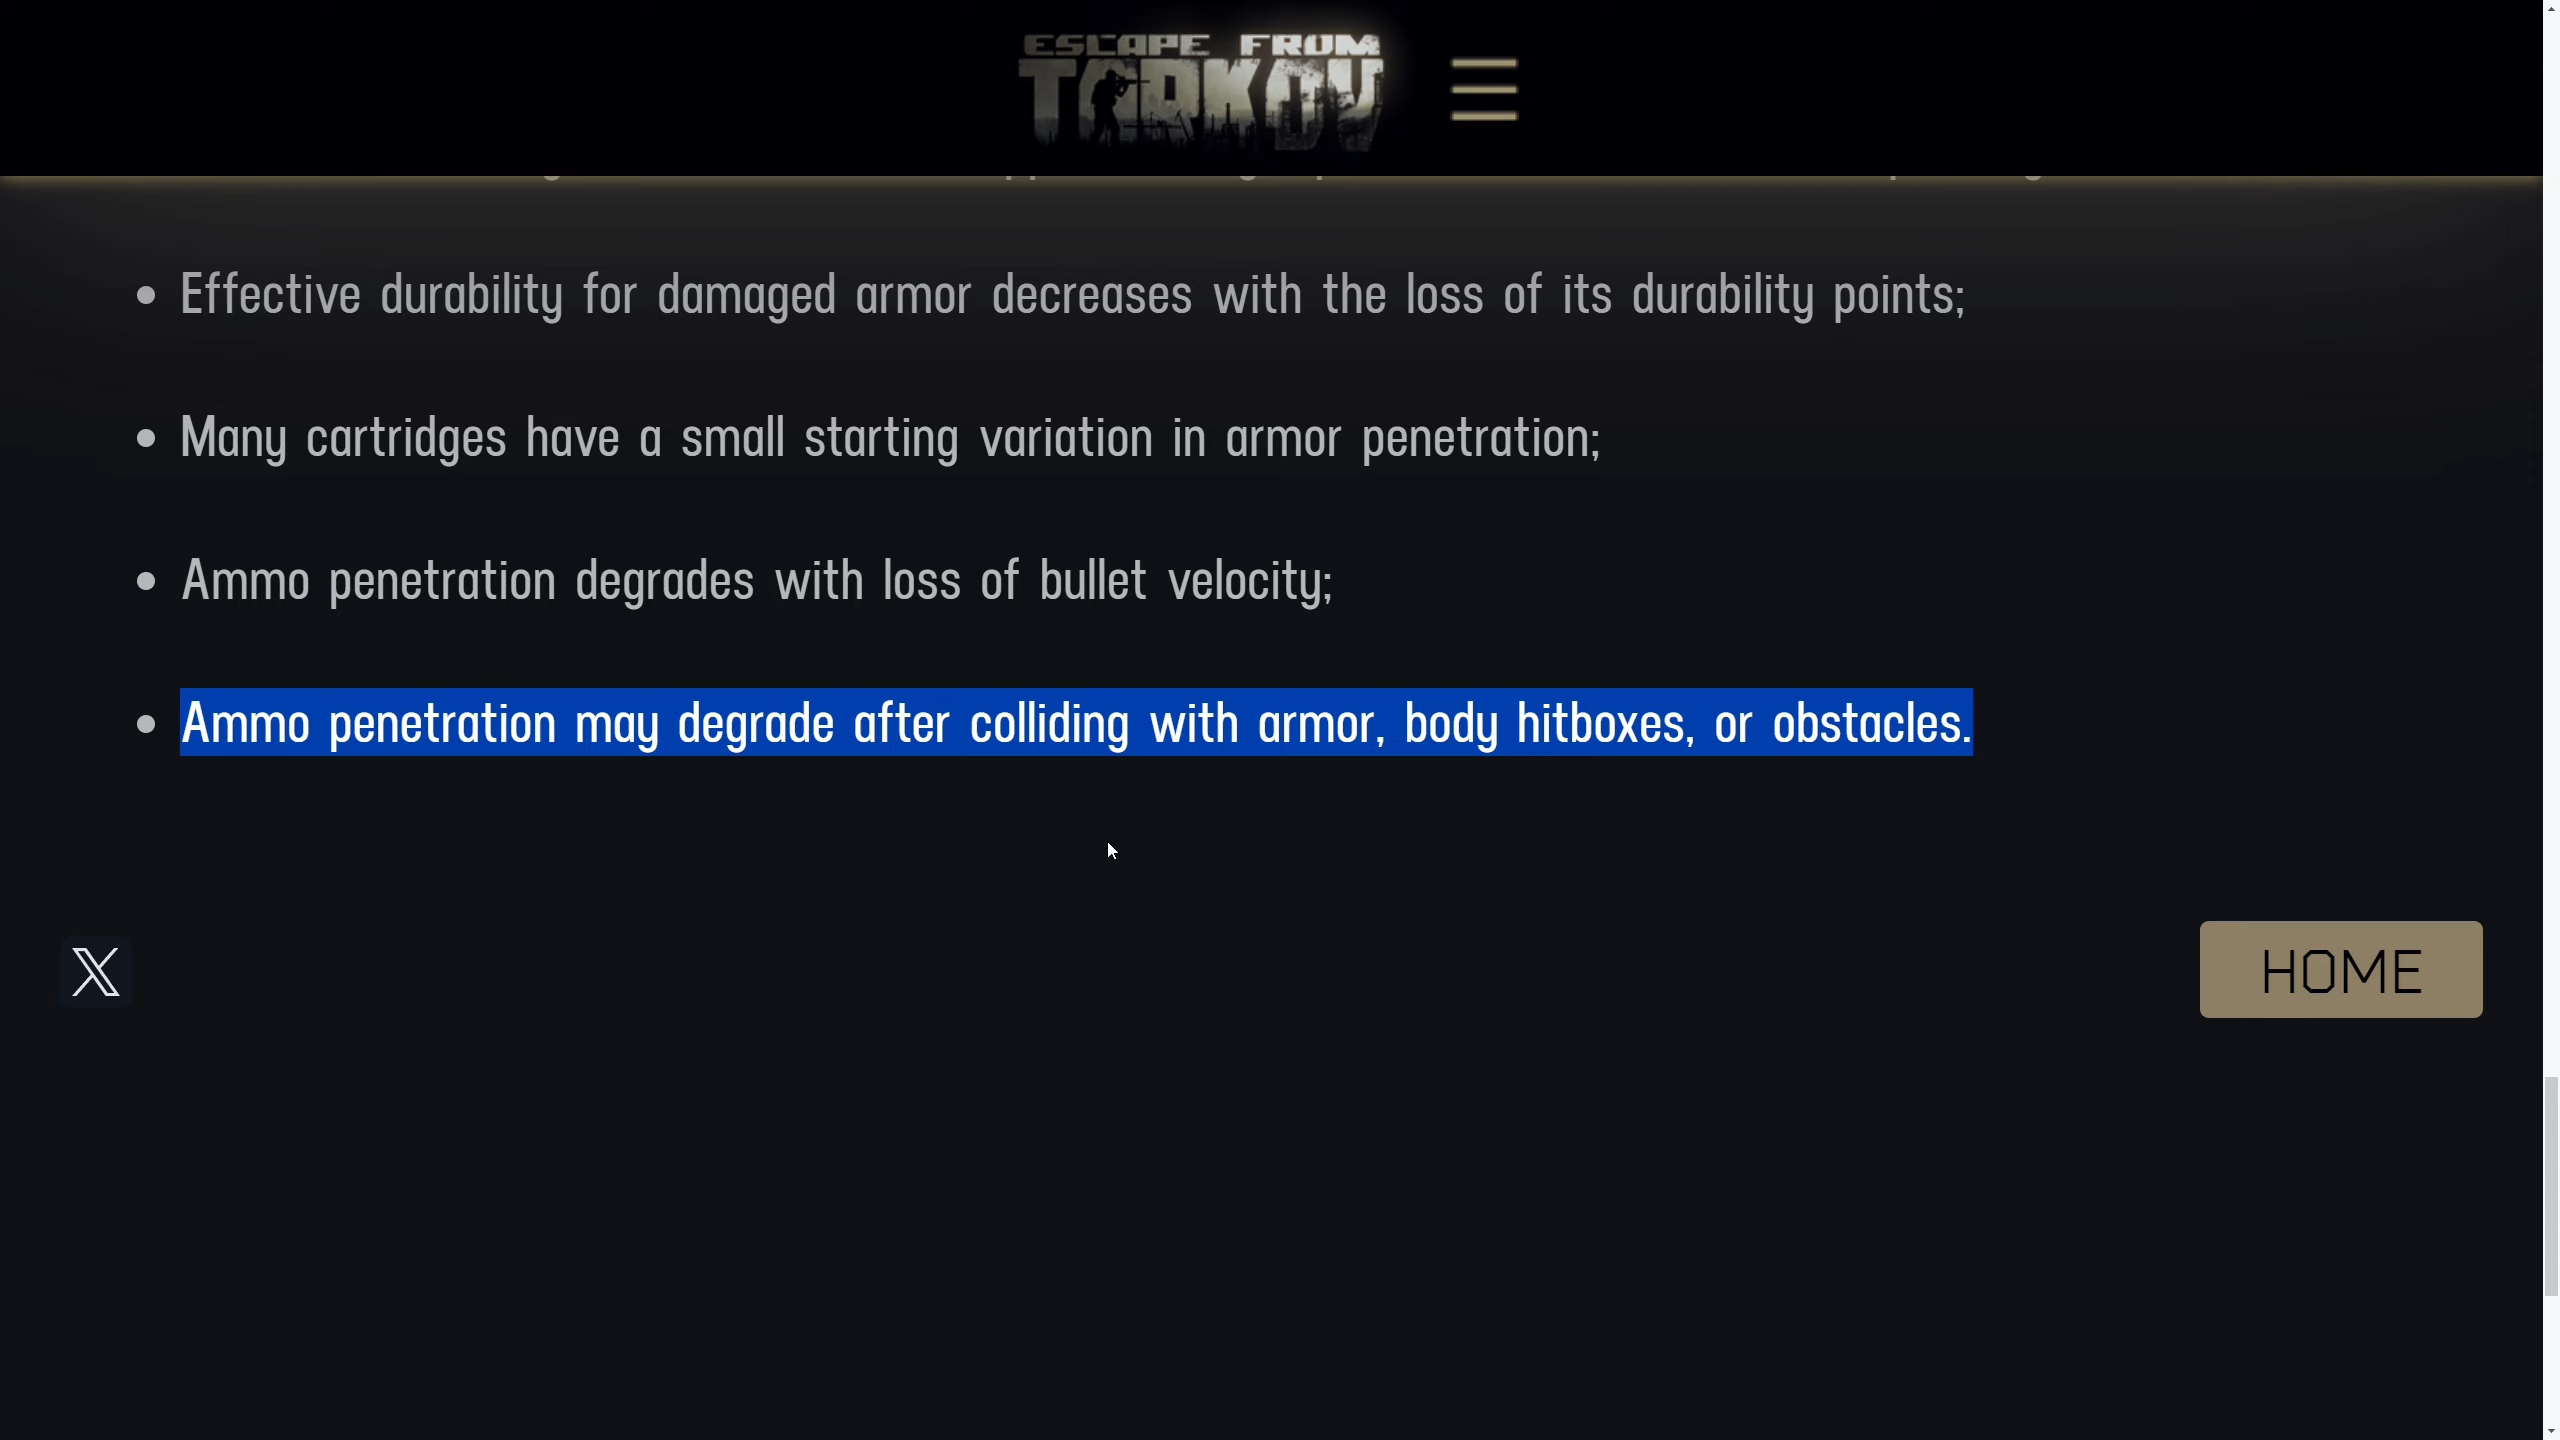 ESCAPE FROM
TARKOV
Effective durability for damaged armor decreases with the loss of its durability points;
Many cartridges have a small starting variation in armor penetration;
Ammo penetration degrades with loss of bullet velocity;
Ammo penetration may degrade after colliding with armor, body hitboxes, or obstacles.
X
HOME